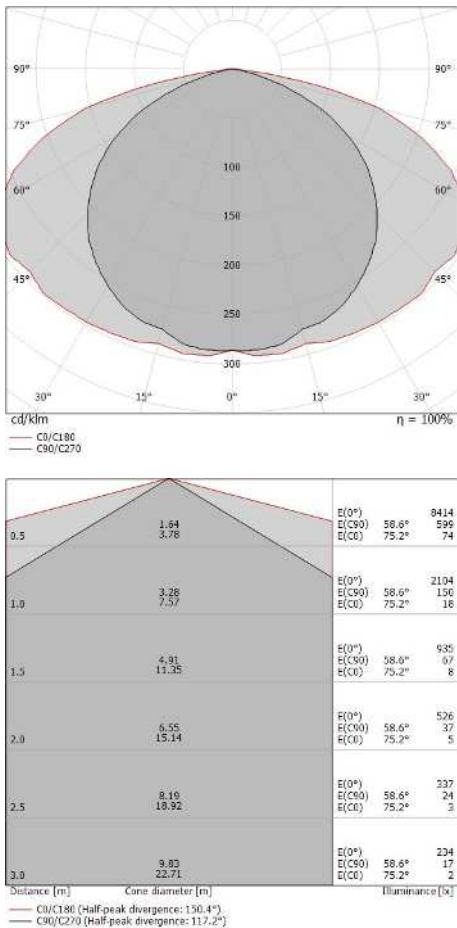 90° 90°
75° 75°
60° 60°
45° 45°
100
150
200
250
300
30° 15° 0° 15° 30°
cd/klm η = 100%
C0/C180
C90/C270
0.5 1.64 3.78 E(0°) 8414
E(C90) 58.6° 599
E(C0) 75.2° 74
1.0 3.28 7.57 E(0°) 2104
E(C90) 58.6° 150
E(C0) 75.2° 18
1.5 4.91 11.35 E(0°) 935
E(C90) 58.6° 67
E(C0) 75.2° 8
2.0 6.55 15.14 E(0°) 526
E(C90) 58.6° 37
E(C0) 75.2° 5
2.5 8.19 18.92 E(0°) 337
E(C90) 58.6° 24
E(C0) 75.2° 3
3.0 9.83 22.71 E(0°) 234
E(C90) 58.6° 17
E(C0) 75.2° 2
Distance [m] Cone diameter [m] Illuminance [lx]
C0/C180 (Half-peak divergence: 150.4°)
C90/C270 (Half-peak divergence: 117.2°)